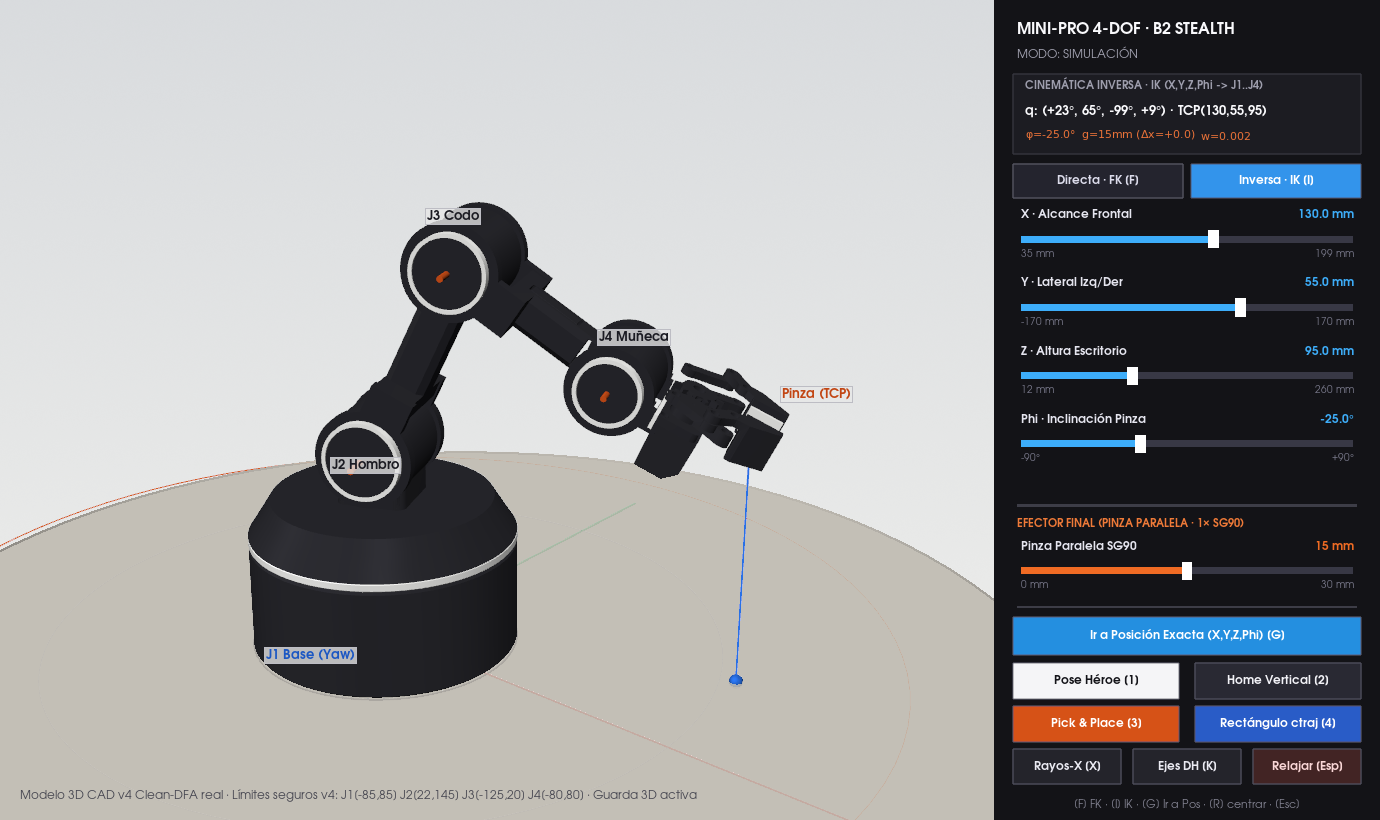 J3 Codo
J4 Muñeca
Pinza (TCP)
J2 Hombro
J1 Base (Yaw)
Modelo 3D CAD v4 Clean-DFA real · Límites seguros v4: J1(-85,85) J2(22,145) J3(-125,20) J4(-80,80) · Guarda 3D activa
MINI-PRO 4-DOF · B2 STEALTH
MODO: SIMULACIÓN
CINEMÁTICA INVERSA · IK (X,Y,Z,Phi -> J1..J4)
q: (+23°, 65°, -99°, +9°) · TCP(130,55,95)
φ=-25.0° g=15mm (Δx=+0.0) w=0.002
Directa · FK (F)
Inversa · IK (I)
X · Alcance Frontal 130.0 mm
35 mm 199 mm
Y · Lateral Izq/Der 55.0 mm
-170 mm 170 mm
Z · Altura Escritorio 95.0 mm
12 mm 260 mm
Phi · Inclinación Pinza -25.0°
-90° +90°
EFECTOR FINAL (PINZA PARALELA · 1× SG90)
Pinza Paralela SG90 15 mm
0 mm 30 mm
Ir a Posición Exacta (X,Y,Z,Phi) (G)
Pose Héroe (1)
Home Vertical (2)
Pick & Place (3)
Rectángulo ctraj (4)
Rayos-X (X)
Ejes DH (K)
Relajar (Esp)
(F) FK · (I) IK · (G) Ir a Pos · (R) centrar · (Esc)